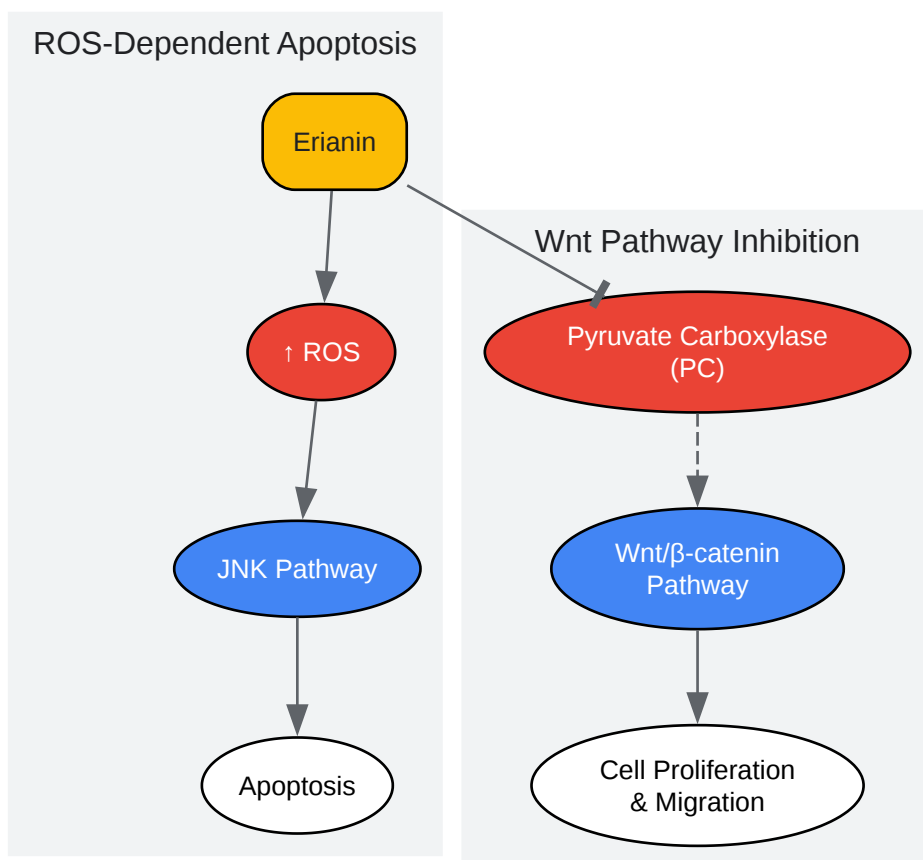 ROS-Dependent Apoptosis
Erianin
↑ ROS
JNK Pathway
Apoptosis
Wnt Pathway Inhibition
Pyruvate Carboxylase
(PC)
Wnt/β-catenin
Pathway
Cell Proliferation
& Migration